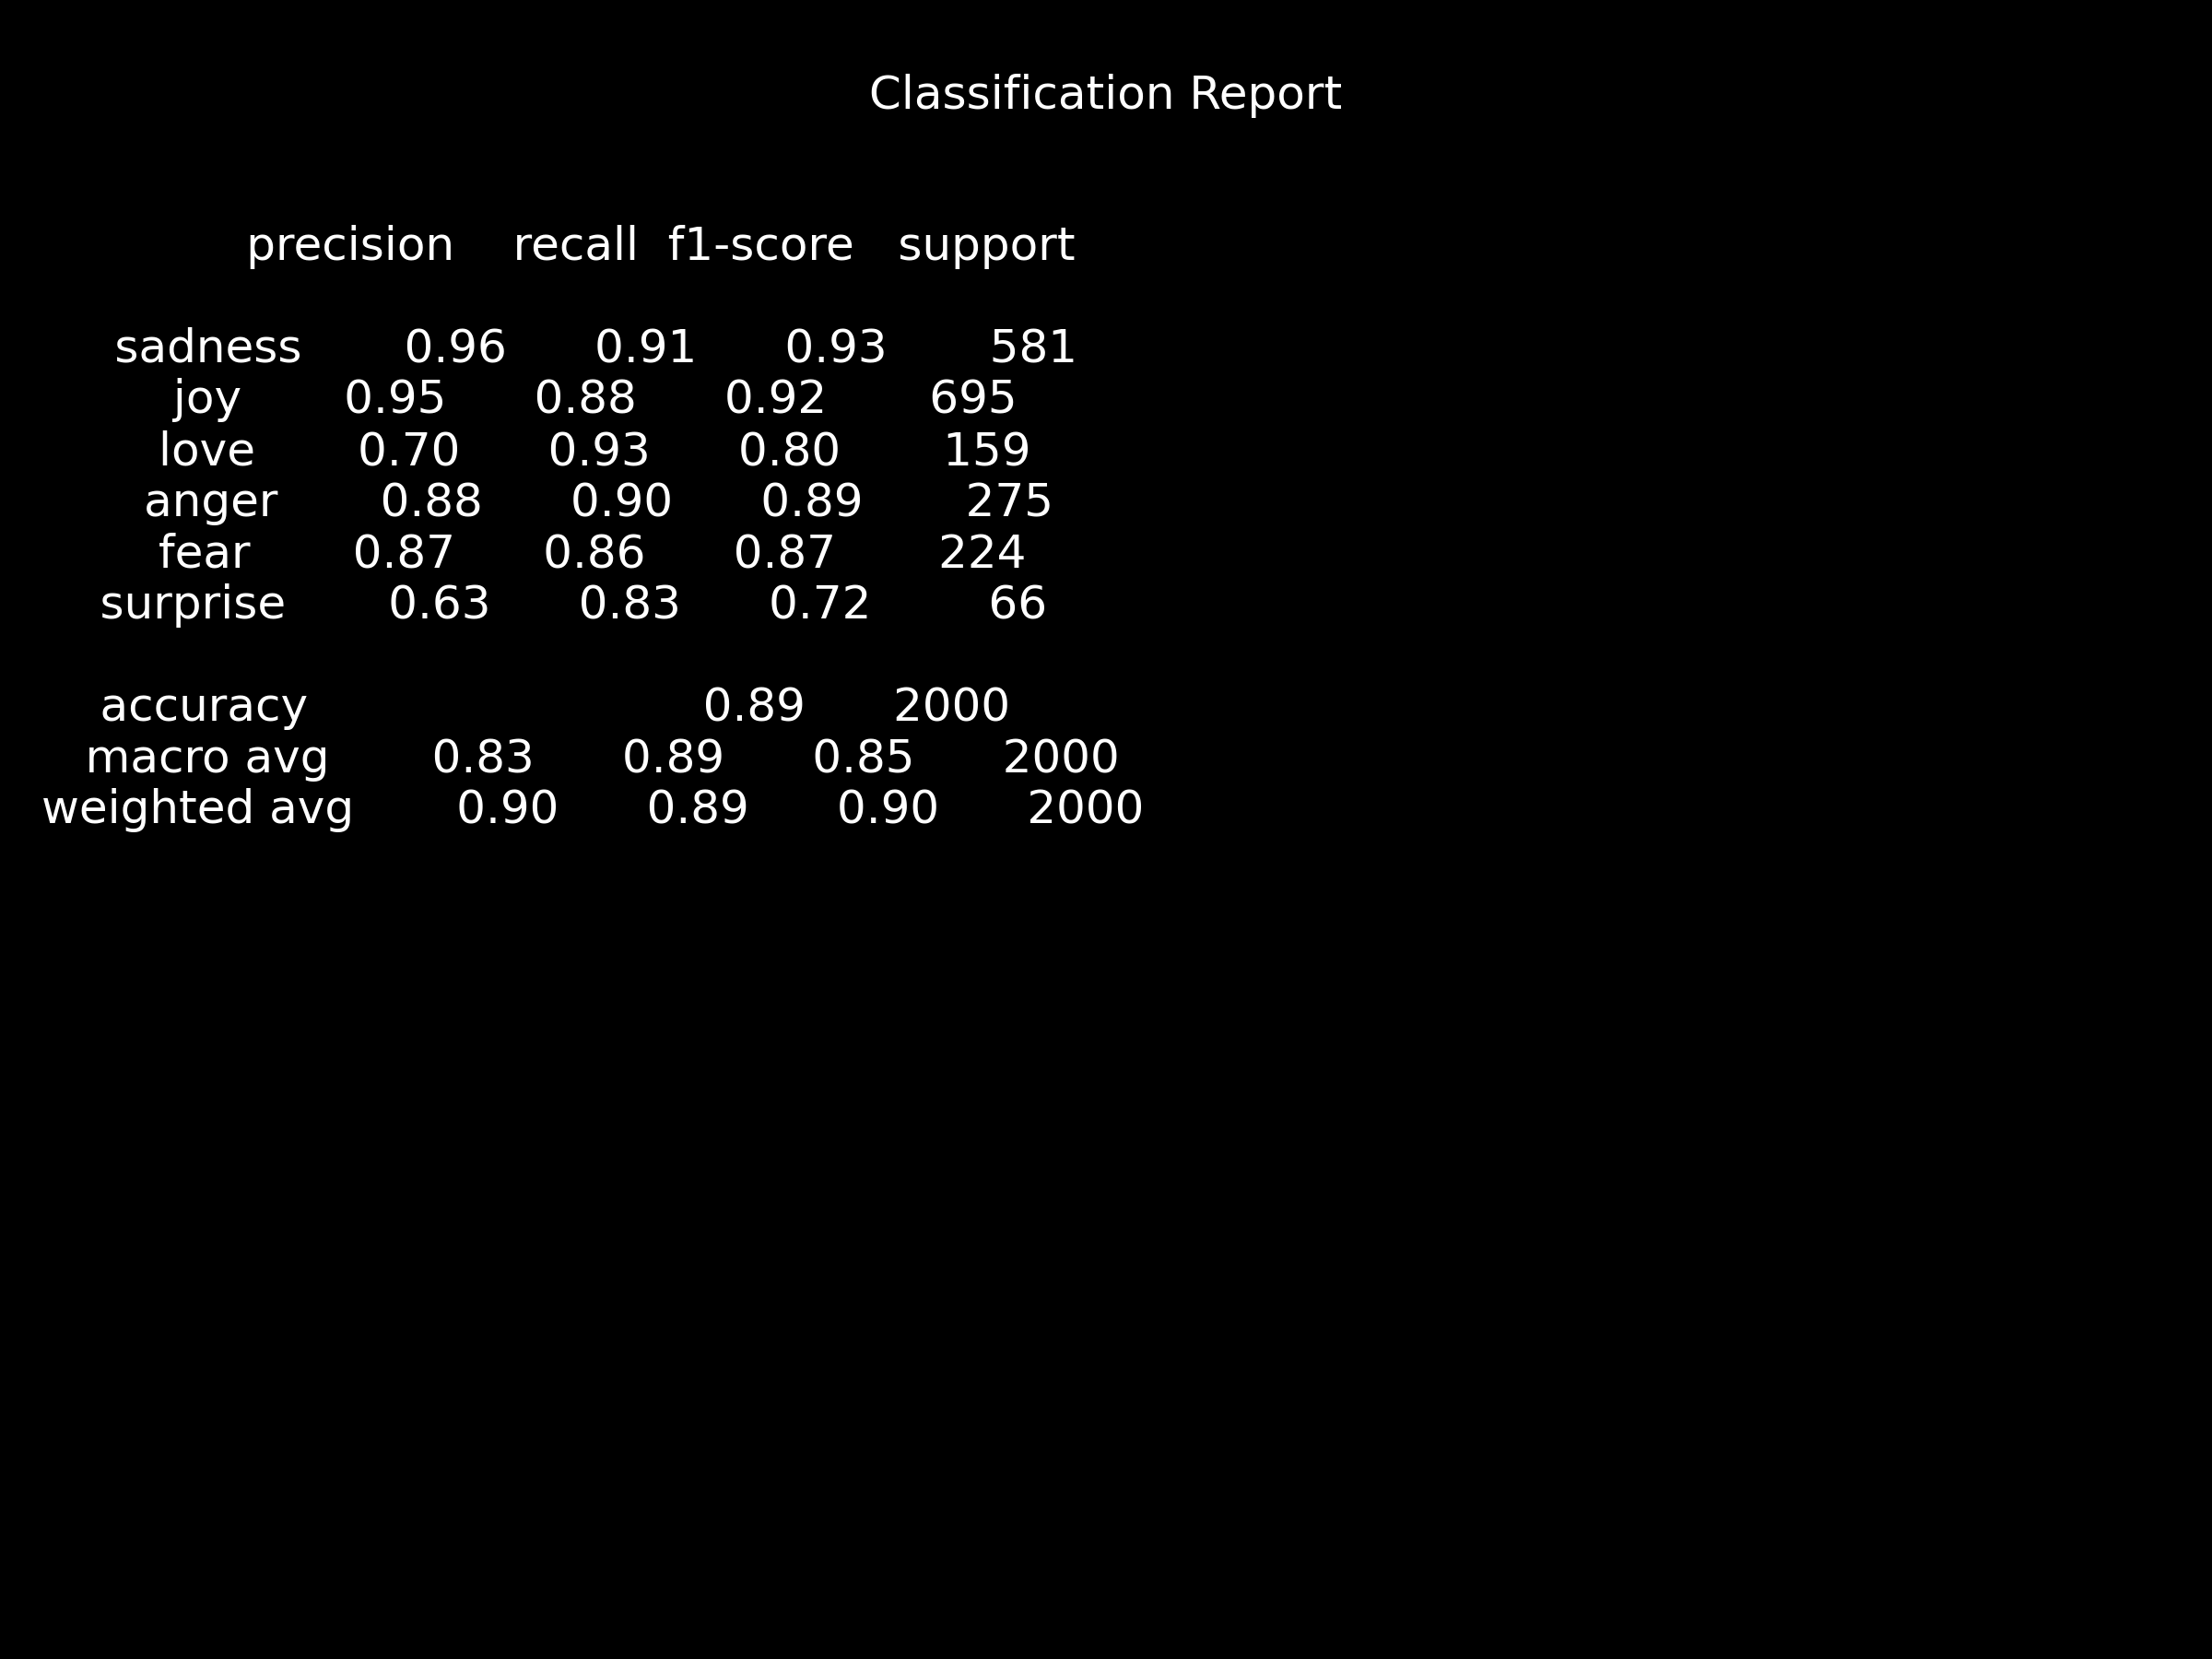 Classification Report
precision recall f1-score support
sadness 0.96 0.91 0.93 581
joy 0.95 0.88 0.92 695
love 0.70 0.93 0.80 159
anger 0.88 0.90 0.89 275
fear 0.87 0.86 0.87 224
surprise 0.63 0.83 0.72 66
accuracy 0.89 2000
macro avg 0.83 0.89 0.85 2000
weighted avg 0.90 0.89 0.90 2000